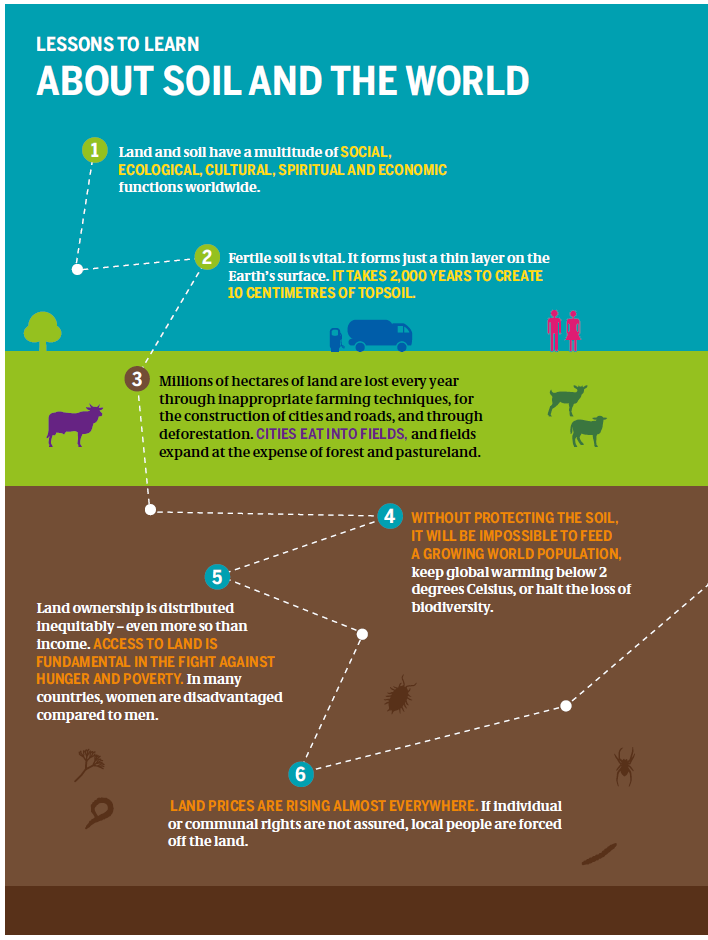 LESSONS TO LEARN
ABOUT SOIL AND THE WORLD
1
Land and soil have a multitude of SOCIAL,
ECOLOGICAL, CULTURAL, SPIRITUAL AND ECONOMIC
functions worldwide.
2
Fertile soil is vital. It forms just a thin layer on the
Earth’s surface. IT TAKES 2,000 YEARS TO CREATE
10 CENTIMETRES OF TOPSOIL.
3
Millions of hectares of land are lost every year
through inappropriate farming techniques, for
the construction of cities and roads, and through
deforestation. CITIES EAT INTO FIELDS, and fields
expand at the expense of forest and pastureland.
4
WITHOUT PROTECTING THE SOIL,
IT WILL BE IMPOSSIBLE TO FEED
A GROWING WORLD POPULATION,
keep global warming below 2
degrees Celsius, or halt the loss of
biodiversity.
5
Land ownership is distributed
inequitably – even more so than
income. ACCESS TO LAND IS
FUNDAMENTAL IN THE FIGHT AGAINST
HUNGER AND POVERTY. In many
countries, women are disadvantaged
compared to men.
6
LAND PRICES ARE RISING ALMOST EVERYWHERE. If individual
or communal rights are not assured, local people are forced
off the land.